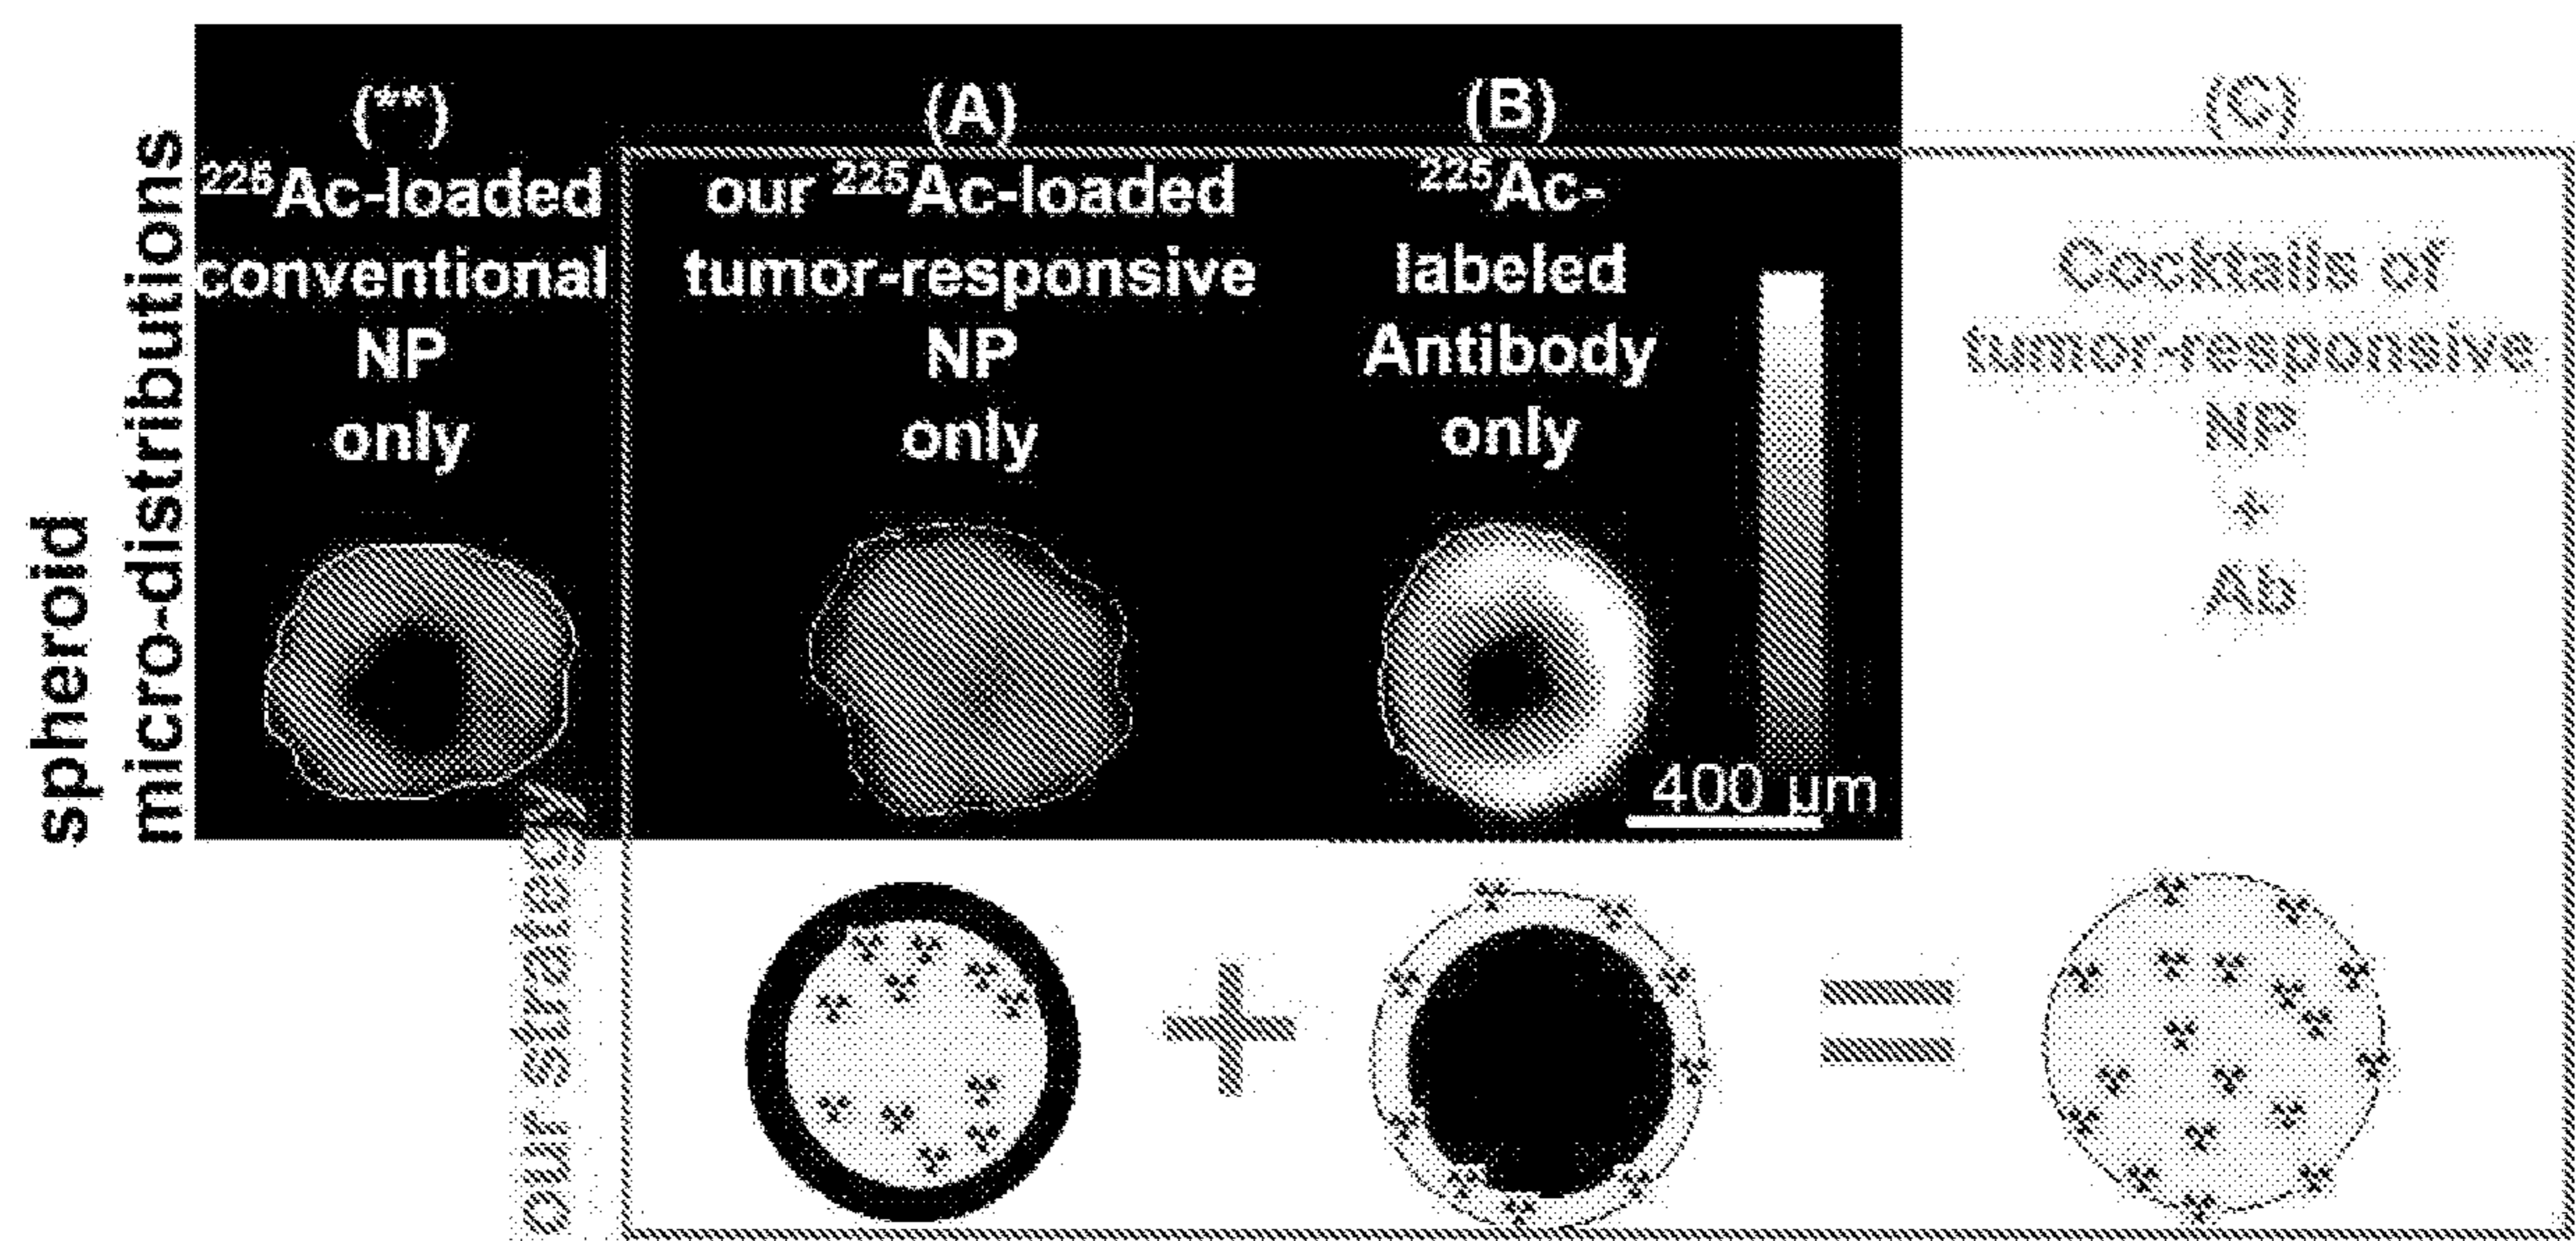 spheroid
micro-distributions
(**)
²²⁵Ac-loaded
conventional
NP
only
(A)
our ²²⁵Ac-loaded
tumor-responsive
NP
only
(B)
²²⁵Ac-
labeled
Antibody
only
400 µm
(C)
Cocktails of
tumor-responsive
NP
+
Ab
our strategy
+
=